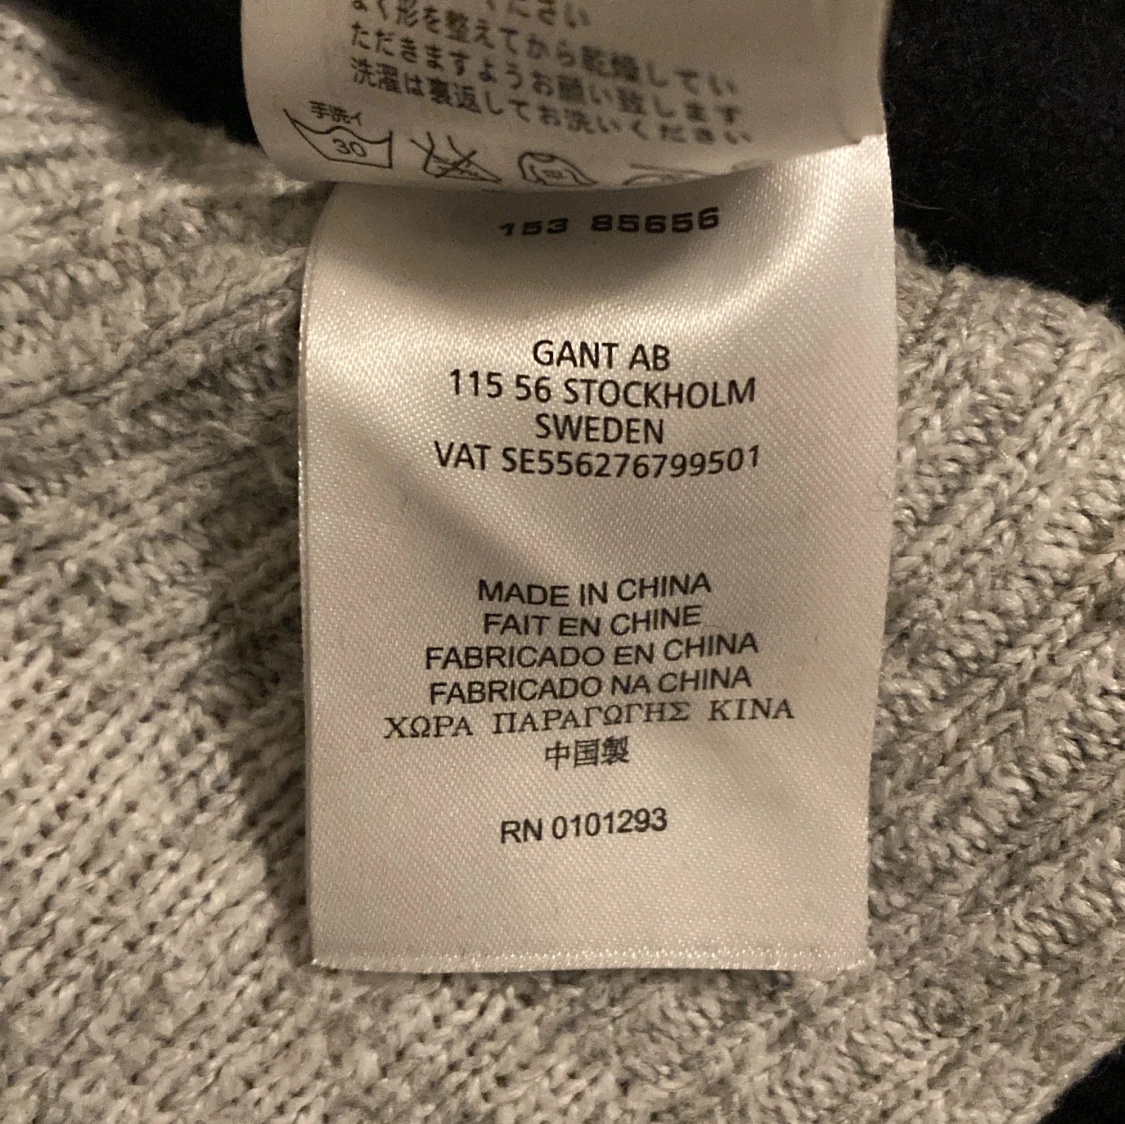 ください
よく形を整えてから乾燥してい
ただきますようお願い致します
洗濯は裏返してお洗いください
手洗イ
30
153 85656
GANT AB
115 56 STOCKHOLM
SWEDEN
VAT SE556276799501
MADE IN CHINA
FAIT EN CHINE
FABRICADO EN CHINA
FABRICADO NA CHINA
ΧΩΡΑ ΠΑΡΑΓΩΓΗΣ ΚΙΝΑ
中国製
RN 0101293